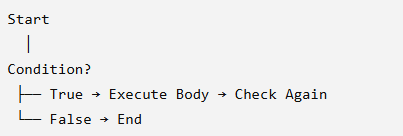 Start
│
Condition?
├── True → Execute Body → Check Again
└── False → End